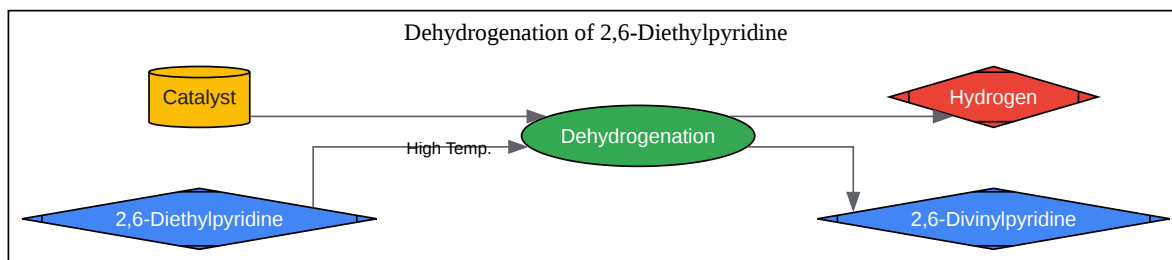 Dehydrogenation of 2,6-Diethylpyridine
Catalyst
Hydrogen
Dehydrogenation
High Temp.
2,6-Diethylpyridine
2,6-Divinylpyridine